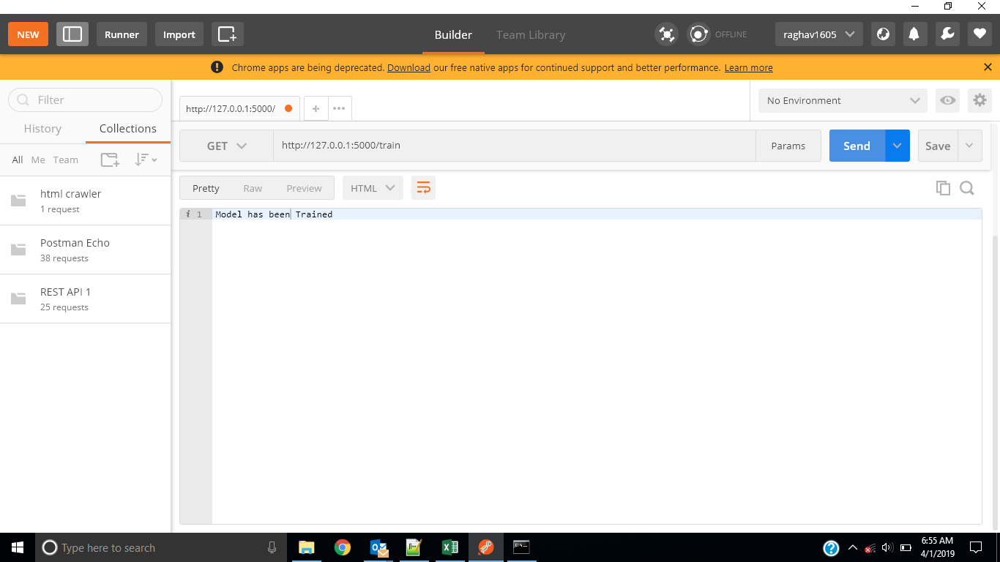 NEW
Runner
Import
Builder
Team Library
OFFLINE
raghav1605
Chrome apps are being deprecated. Download our free native apps for continued support and better performance. Learn more
Filter
History
Collections
All
Me
Team
html crawler
1 request
Postman Echo
38 requests
REST API 1
25 requests
http://127.0.0.1:5000/
No Environment
GET
http://127.0.0.1:5000/train
Params
Send
Save
Pretty
Raw
Preview
HTML
i 1
Model has been Trained
Type here to search
6:55 AM
4/1/2019